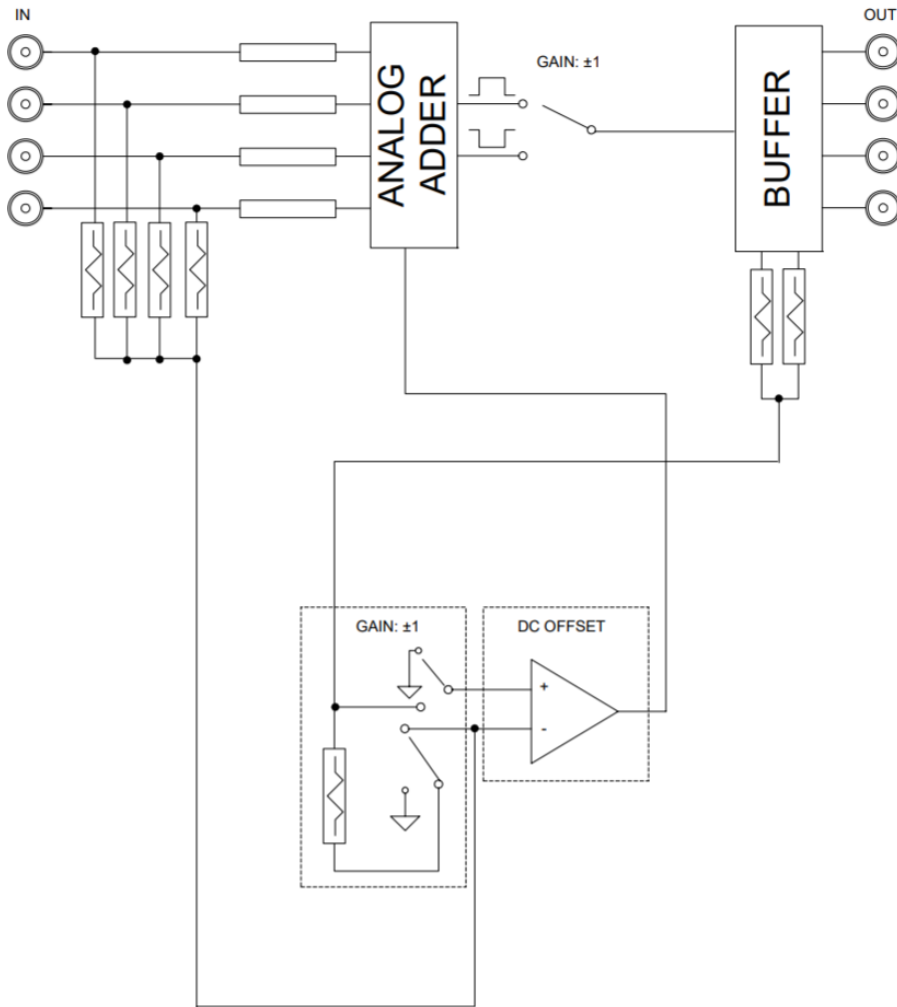 IN
OUT
GAIN: ±1
ANALOG
ADDER
BUFFER
GAIN: ±1
DC OFFSET
+
-